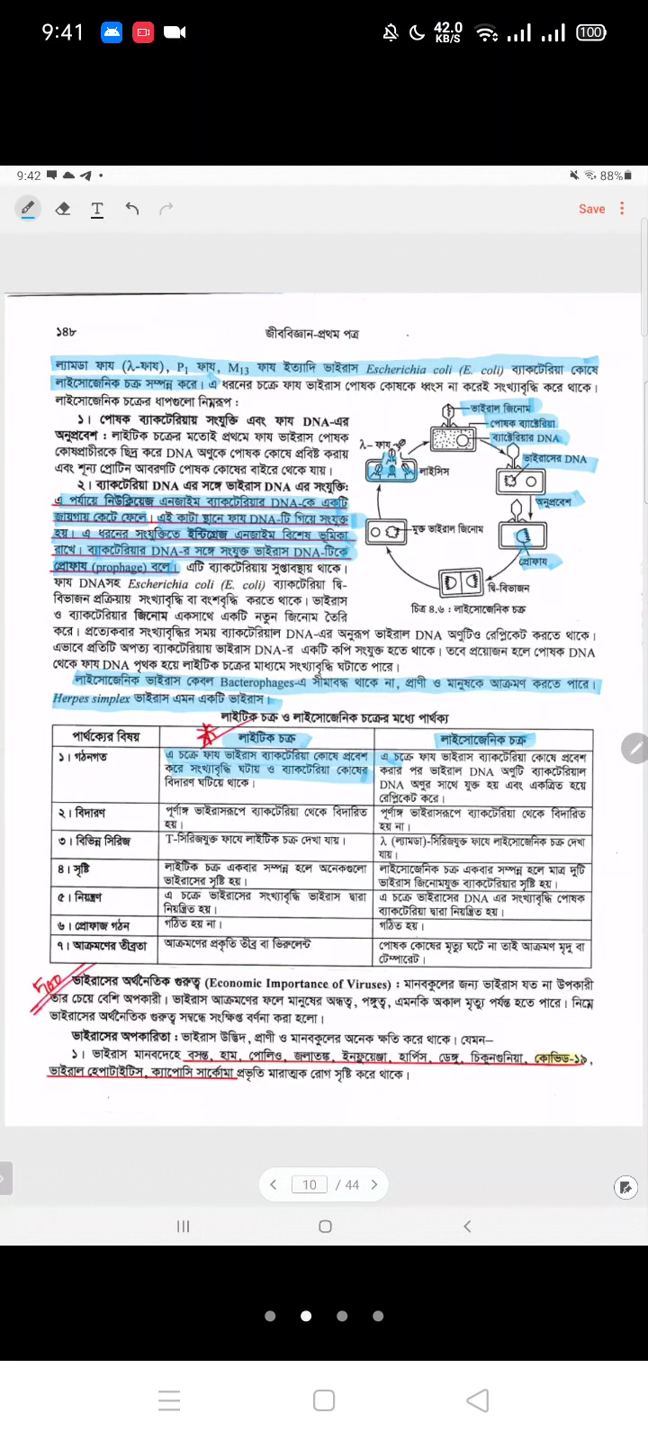 9:41
42.0
KB/S
100
9:42
88%
T
Save
১৪৮
জীববিজ্ঞান-প্রথম পত্র
ল্যামডা ফায (λ-ফায), P1 ফায, M13 ফায ইত্যাদি ভাইরাস Escherichia coli (E. coli) ব্যাকটেরিয়া কোষে
লাইসোজেনিক চক্র সম্পন্ন করে। এ ধরনের চক্রে ফায ভাইরাস পোষক কোষকে ধ্বংস না করেই সংখ্যাবৃদ্ধি করে থাকে।
লাইসোজেনিক চক্রের ধাপগুলো নিম্নরূপ :
১। পোষক ব্যাকটেরিয়ায় সংযুক্তি এবং ফায DNA-এর
অনুপ্রবেশ : লাইটিক চক্রের মতোই প্রথমে ফায ভাইরাস পোষক
কোষপ্রাচীরকে ছিদ্র করে DNA অণুকে পোষক কোষে প্রবিষ্ট করায়
এবং শূন্য প্রোটিন আবরণটি পোষক কোষের বাইরে থেকে যায়।
২। ব্যাকটেরিয়া DNA এর সঙ্গে ভাইরাস DNA এর সংযুক্তি:
এ পর্যায়ে নিউক্লিয়েজ এনজাইম ব্যাকটেরিয়ার DNA-কে একটি
জায়গায় কেটে ফেলে। এই কাটা স্থানে ফায DNA-টি গিয়ে সংযুক্ত
হয়। এ ধরনের সংযুক্তিতে ইন্টিগ্রেজ এনজাইম বিশেষ ভূমিকা
রাখে। ব্যাকটেরিয়ার DNA-র সঙ্গে সংযুক্ত ভাইরাস DNA-টিকে
প্রোফায (prophage) বলে। এটি ব্যাকটেরিয়ায় সুপ্তাবস্থায় থাকে।
ফায DNAসহ Escherichia coli (E. coli) ব্যাকটেরিয়া দ্বি-
বিভাজন প্রক্রিয়ায় সংখ্যাবৃদ্ধি বা বংশবৃদ্ধি করতে থাকে। ভাইরাস
ও ব্যাকটেরিয়ার জিনোম একসাথে একটি নতুন জিনোম তৈরি
ভাইরাল জিনোম
পোষক ব্যাক্টেরিয়া
ব্যাক্টেরিয়ার DNA
λ- ফায
লাইসিস
ভাইরাসের DNA
অনুপ্রবেশ
মুক্ত ভাইরাল জিনোম
প্রোফায
দ্বি-বিভাজন
চিত্র ৪.৬ : লাইসোজেনিক চক্র
করে। প্রত্যেকবার সংখ্যাবৃদ্ধির সময় ব্যাকটেরিয়াল DNA-এর অনুরূপ ভাইরাল DNA অণুটিও রেপ্লিকেট করতে থাকে।
এভাবে প্রতিটি অপত্য ব্যাকটেরিয়ায় ভাইরাস DNA-র একটি কপি সংযুক্ত হতে থাকে। তবে প্রয়োজন হলে পোষক DNA
থেকে ফায DNA পৃথক হয়ে লাইটিক চক্রের মাধ্যমে সংখ্যাবৃদ্ধি ঘটাতে পারে।
লাইসোজেনিক ভাইরাস কেবল Bacterophages-এ সীমাবদ্ধ থাকে না, প্রাণী ও মানুষকে আক্রমণ করতে পারে।
Herpes simplex ভাইরাস এমন একটি ভাইরাস।
লাইটিক চক্র ও লাইসোজেনিক চক্রের মধ্যে পার্থক্য
পার্থক্যের বিষয় লাইটিক চক্র লাইসোজেনিক চক্র
১। গঠনগত এ চক্রে ফায ভাইরাস ব্যাকটেরিয়া কোষে প্রবেশ এ চক্রে ফায ভাইরাস ব্যাকটেরিয়া কোষে প্রবেশ
করে সংখ্যাবৃদ্ধি ঘটায় ও ব্যাকটেরিয়া কোষের করার পর ভাইরাল DNA অণুটি ব্যাকটেরিয়াল
বিদারণ ঘটিয়ে থাকে। DNA অণুর সাথে যুক্ত হয় এবং একত্রিত হয়ে
রেপ্লিকেট করে।
২। বিদারণ পূর্ণাঙ্গ ভাইরাসরূপে ব্যাকটেরিয়া থেকে বিদারিত পূর্ণাঙ্গ ভাইরাসরূপে ব্যাকটেরিয়া থেকে বিদারিত
হয়। হয় না।
৩। বিভিন্ন সিরিজ T-সিরিজযুক্ত ফাযে লাইটিক চক্র দেখা যায়। λ (ল্যামডা)-সিরিজযুক্ত ফাযে লাইসোজেনিক চক্র দেখা
যায়।
৪। সৃষ্টি লাইটিক চক্র একবার সম্পন্ন হলে অনেকগুলো লাইসোজেনিক চক্র একবার সম্পন্ন হলে মাত্র দুটি
ভাইরাসের সৃষ্টি হয়। ভাইরাস জিনোমযুক্ত ব্যাকটেরিয়ার সৃষ্টি হয়।
৫। নিয়ন্ত্রণ এ চক্রে ভাইরাসের সংখ্যাবৃদ্ধি ভাইরাস দ্বারা এ চক্রে ভাইরাসের DNA এর সংখ্যাবৃদ্ধি পোষক
নিয়ন্ত্রিত হয়। ব্যাকটেরিয়া দ্বারা নিয়ন্ত্রিত হয়।
৬। প্রোফাজ গঠন গঠিত হয় না। গঠিত হয়।
৭। আক্রমণের তীব্রতা আক্রমণের প্রকৃতি তীব্র বা ভিরুলেন্ট পোষক কোষের মৃত্যু ঘটে না তাই আক্রমণ মৃদু বা
টেম্পারেট।
ভাইরাসের অর্থনৈতিক গুরুত্ব (Economic Importance of Viruses) : মানবকুলের জন্য ভাইরাস যত না উপকারী
তার চেয়ে বেশি অপকারী। ভাইরাস আক্রমণের ফলে মানুষের অন্ধত্ব, পঙ্গুত্ব, এমনকি অকাল মৃত্যু পর্যন্ত হতে পারে। নিম্নে
ভাইরাসের অর্থনৈতিক গুরুত্ব সম্বন্ধে সংক্ষিপ্ত বর্ণনা করা হলো।
ভাইরাসের অপকারিতা : ভাইরাস উদ্ভিদ, প্রাণী ও মানবকুলের অনেক ক্ষতি করে থাকে। যেমন–
১। ভাইরাস মানবদেহে বসন্ত, হাম, পোলিও, জলাতঙ্ক, ইনফ্লুয়েঞ্জা, হার্পিস, ডেঙ্গু, চিকুনগুনিয়া, কোভিড-১৯,
ভাইরাল হেপাটাইটিস, ক্যাপোসি সার্কোমা প্রভৃতি মারাত্মক রোগ সৃষ্টি করে থাকে।
10 / 44